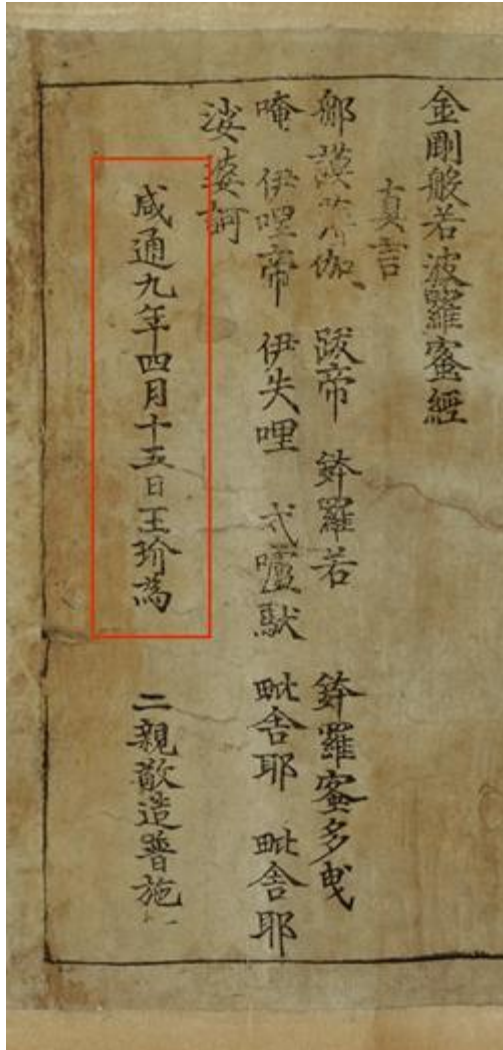 金剛般若波羅蜜經
真言
那謨薄伽 跋帝 鉢羅若 鉢羅蜜多曳
唵 伊哩帝 伊失哩 式嚧馱 毗舍耶 毗舍耶
娑婆訶
咸通九年四月十五日王玠為 二親敬造普施